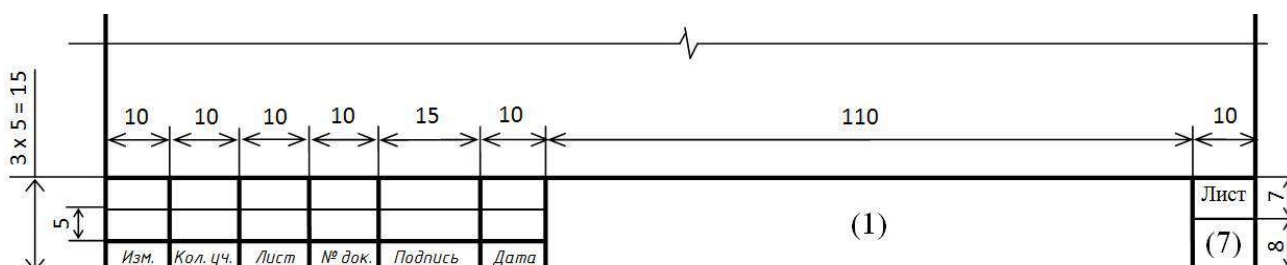 3 x 5 = 15
10 10 10 10 15 10 110 10
5
Лист 7
(1)
(7) 8
Изм. Кол. уч. Лист № док. Подпись Дата